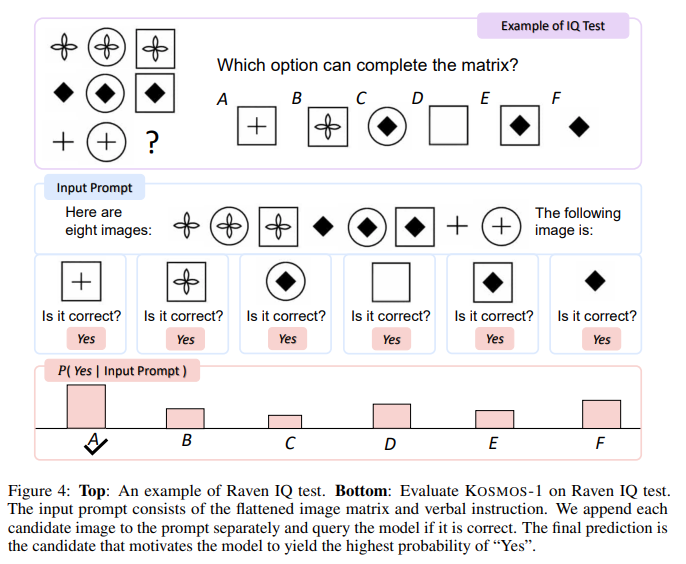 Example of IQ Test
Which option can complete the matrix?
A B C D E F
?
Input Prompt
Here are
eight images:
The following
image is:
Is it correct? Is it correct? Is it correct? Is it correct? Is it correct? Is it correct?
Yes Yes Yes Yes Yes Yes
P( Yes | Input Prompt )
A B C D E F
Figure 4: Top: An example of Raven IQ test. Bottom: Evaluate KOSMOS-1 on Raven IQ test.
The input prompt consists of the flattened image matrix and verbal instruction. We append each
candidate image to the prompt separately and query the model if it is correct. The final prediction is
the candidate that motivates the model to yield the highest probability of “Yes”.